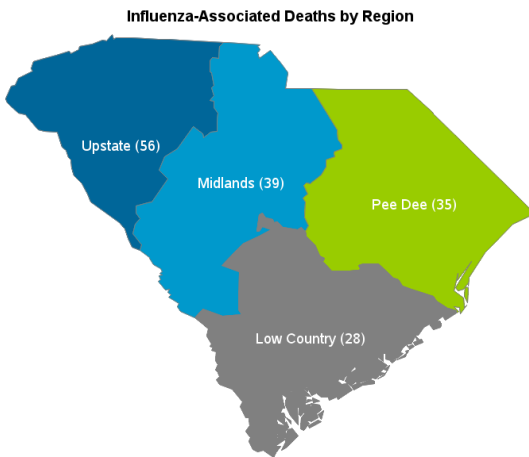 Influenza-Associated Deaths by Region
Upstate (56)
Midlands (39)
Pee Dee (35)
Low Country (28)